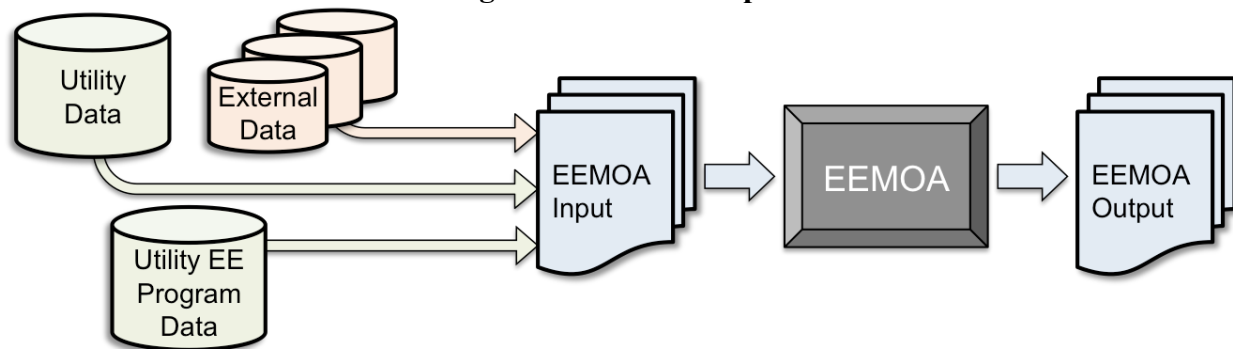 Utility
Data
External
Data
Utility EE
Program
Data
EEMOA
Input
EEMOA
EEMOA
Output